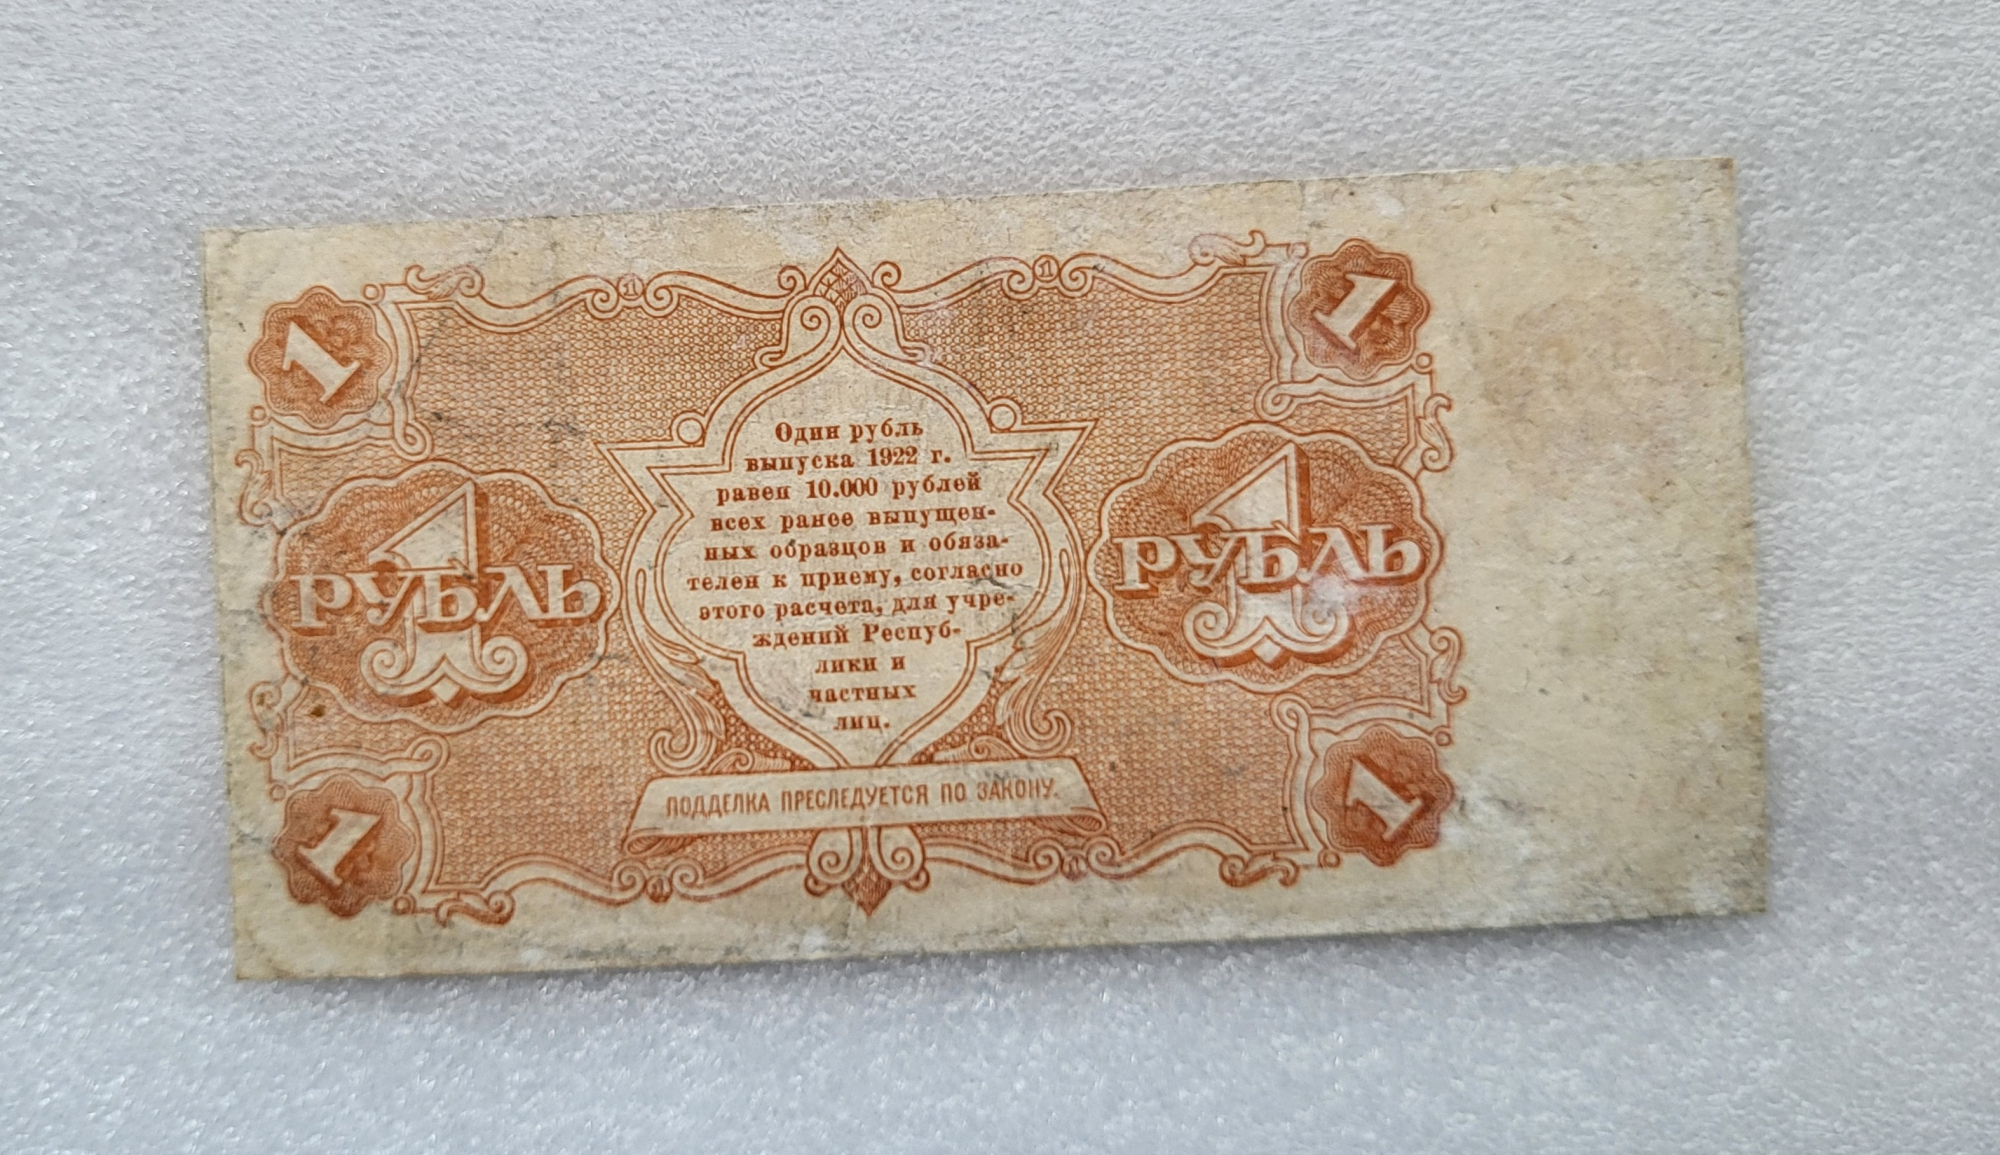 1
1
1
1
Один рубль
выпуска 1922 г.
равен 10.000 рублей
всех ранее выпущен-
ных образцов и обяза-
телен к приему, согласно
этого расчета, для учре-
ждений Респуб-
лики и
частных
лиц.
1
РУБЛЬ
1
РУБЛЬ
ПОДДЕЛКА ПРЕСЛЕДУЕТСЯ ПО ЗАКОНУ.
1
1
1
1